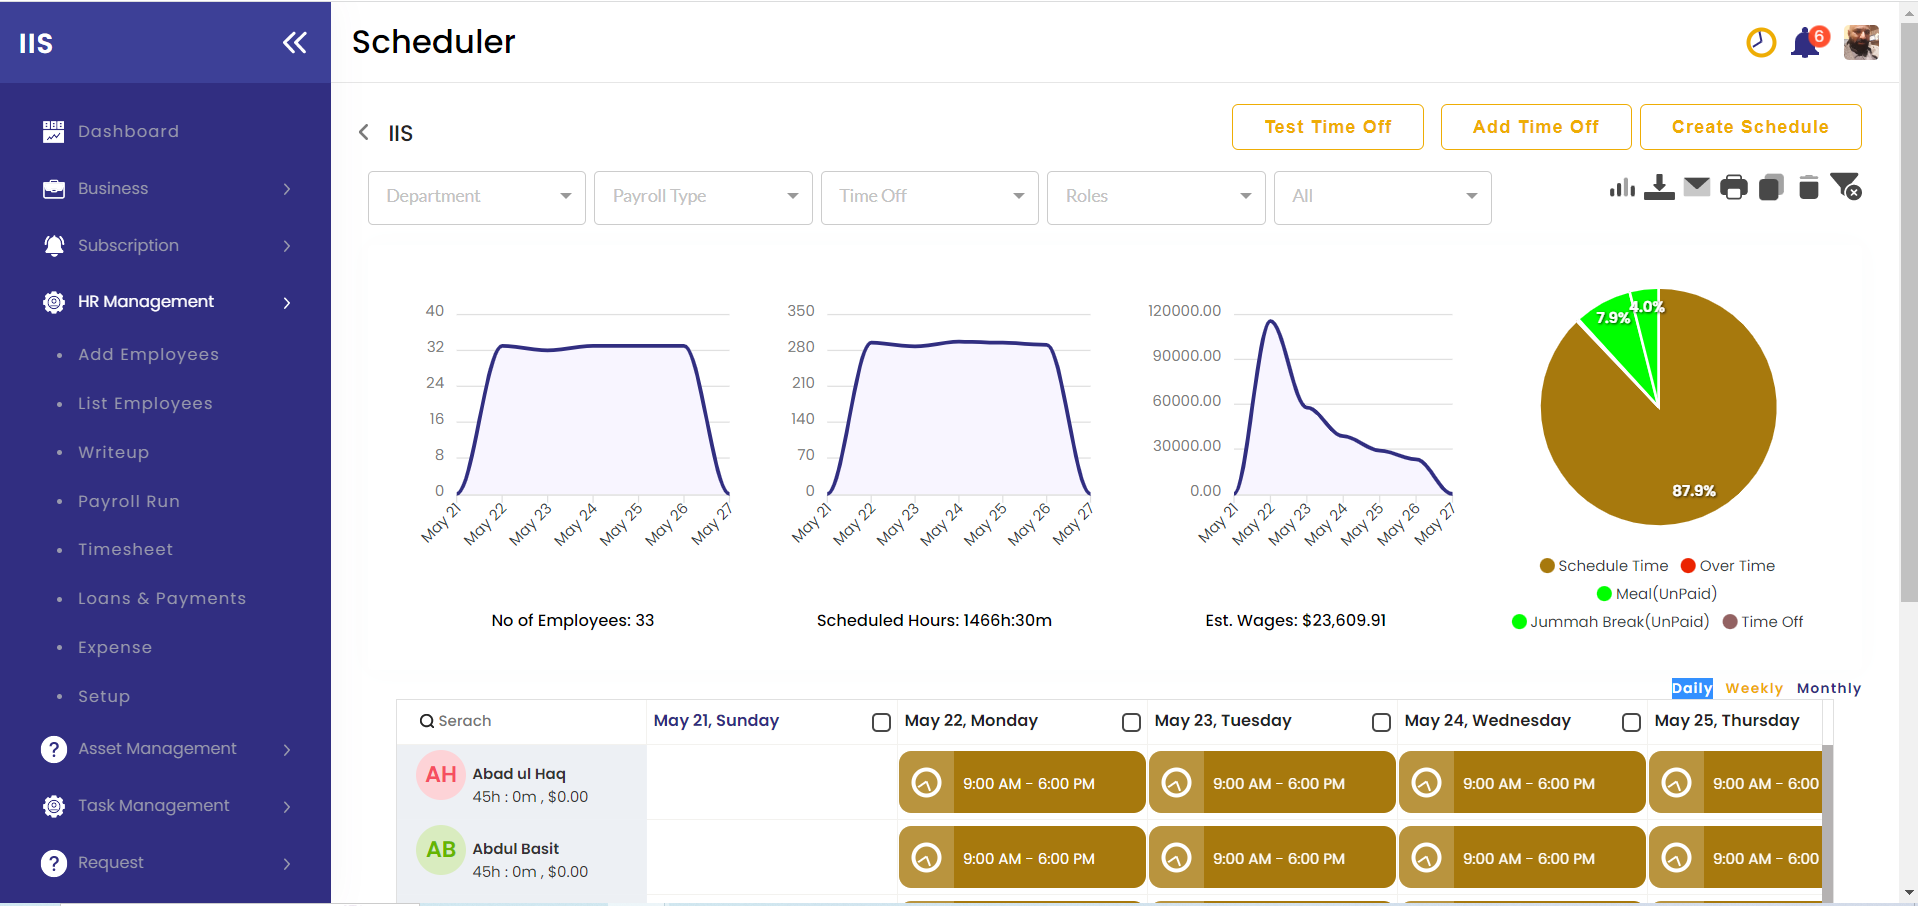 IIS
Scheduler
6
Dashboard
Business
Subscription
HR Management
Add Employees
List Employees
Writeup
Payroll Run
Timesheet
Loans & Payments
Expense
Setup
Asset Management
Task Management
Request
IIS
Test Time Off
Add Time Off
Create Schedule
Department
Payroll Type
Time Off
Roles
All
40
32
24
16
8
0
May 21
May 22
May 23
May 24
May 25
May 26
May 27
No of Employees: 33
350
280
210
140
70
0
May 21
May 22
May 23
May 24
May 25
May 26
May 27
Scheduled Hours: 1466h:30m
120000.00
90000.00
60000.00
30000.00
0.00
May 21
May 22
May 23
May 24
May 25
May 26
May 27
Est. Wages: $23,609.91
4.0%
7.9%
87.9%
Schedule Time
Over Time
Meal(UnPaid)
Jummah Break(UnPaid)
Time Off
Daily Weekly Monthly
Serach
May 21, Sunday
May 22, Monday
May 23, Tuesday
May 24, Wednesday
May 25, Thursday
AH
Abad ul Haq
45h : 0m , $0.00
9:00 AM - 6:00 PM
9:00 AM - 6:00 PM
9:00 AM - 6:00 PM
9:00 AM - 6:00
AB
Abdul Basit
45h : 0m , $0.00
9:00 AM - 6:00 PM
9:00 AM - 6:00 PM
9:00 AM - 6:00 PM
9:00 AM - 6:00